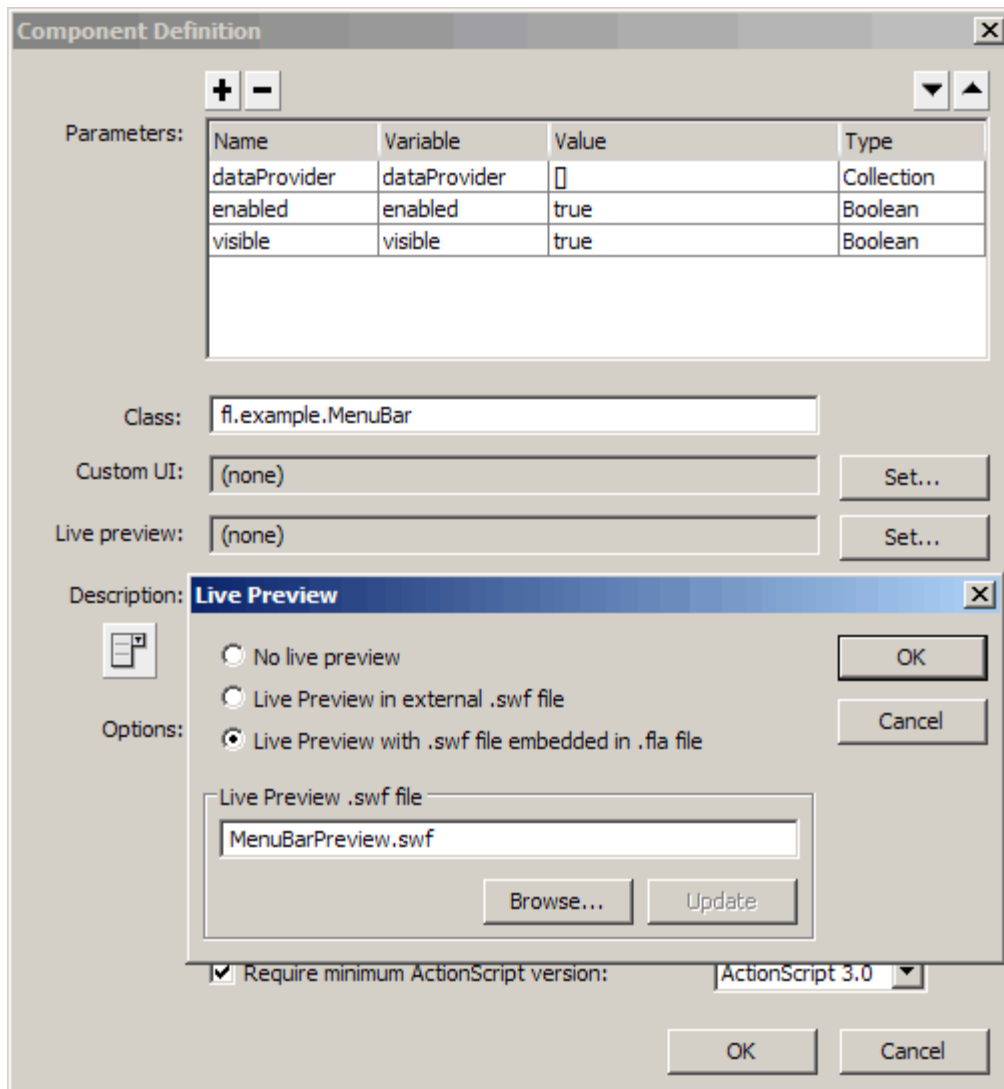 Component Definition
Parameters:
Name Variable Value Type
dataProvider dataProvider [] Collection
enabled enabled true Boolean
visible visible true Boolean
Class: fl.example.MenuBar
Custom UI: (none) Set...
Live preview: (none) Set...
Description:
Live Preview
No live preview OK
Live Preview in external .swf file
Cancel
Options:
Live Preview with .swf file embedded in .fla file
Live Preview .swf file
MenuBarPreview.swf
Browse... Update
Require minimum ActionScript version: ActionScript 3.0
OK Cancel